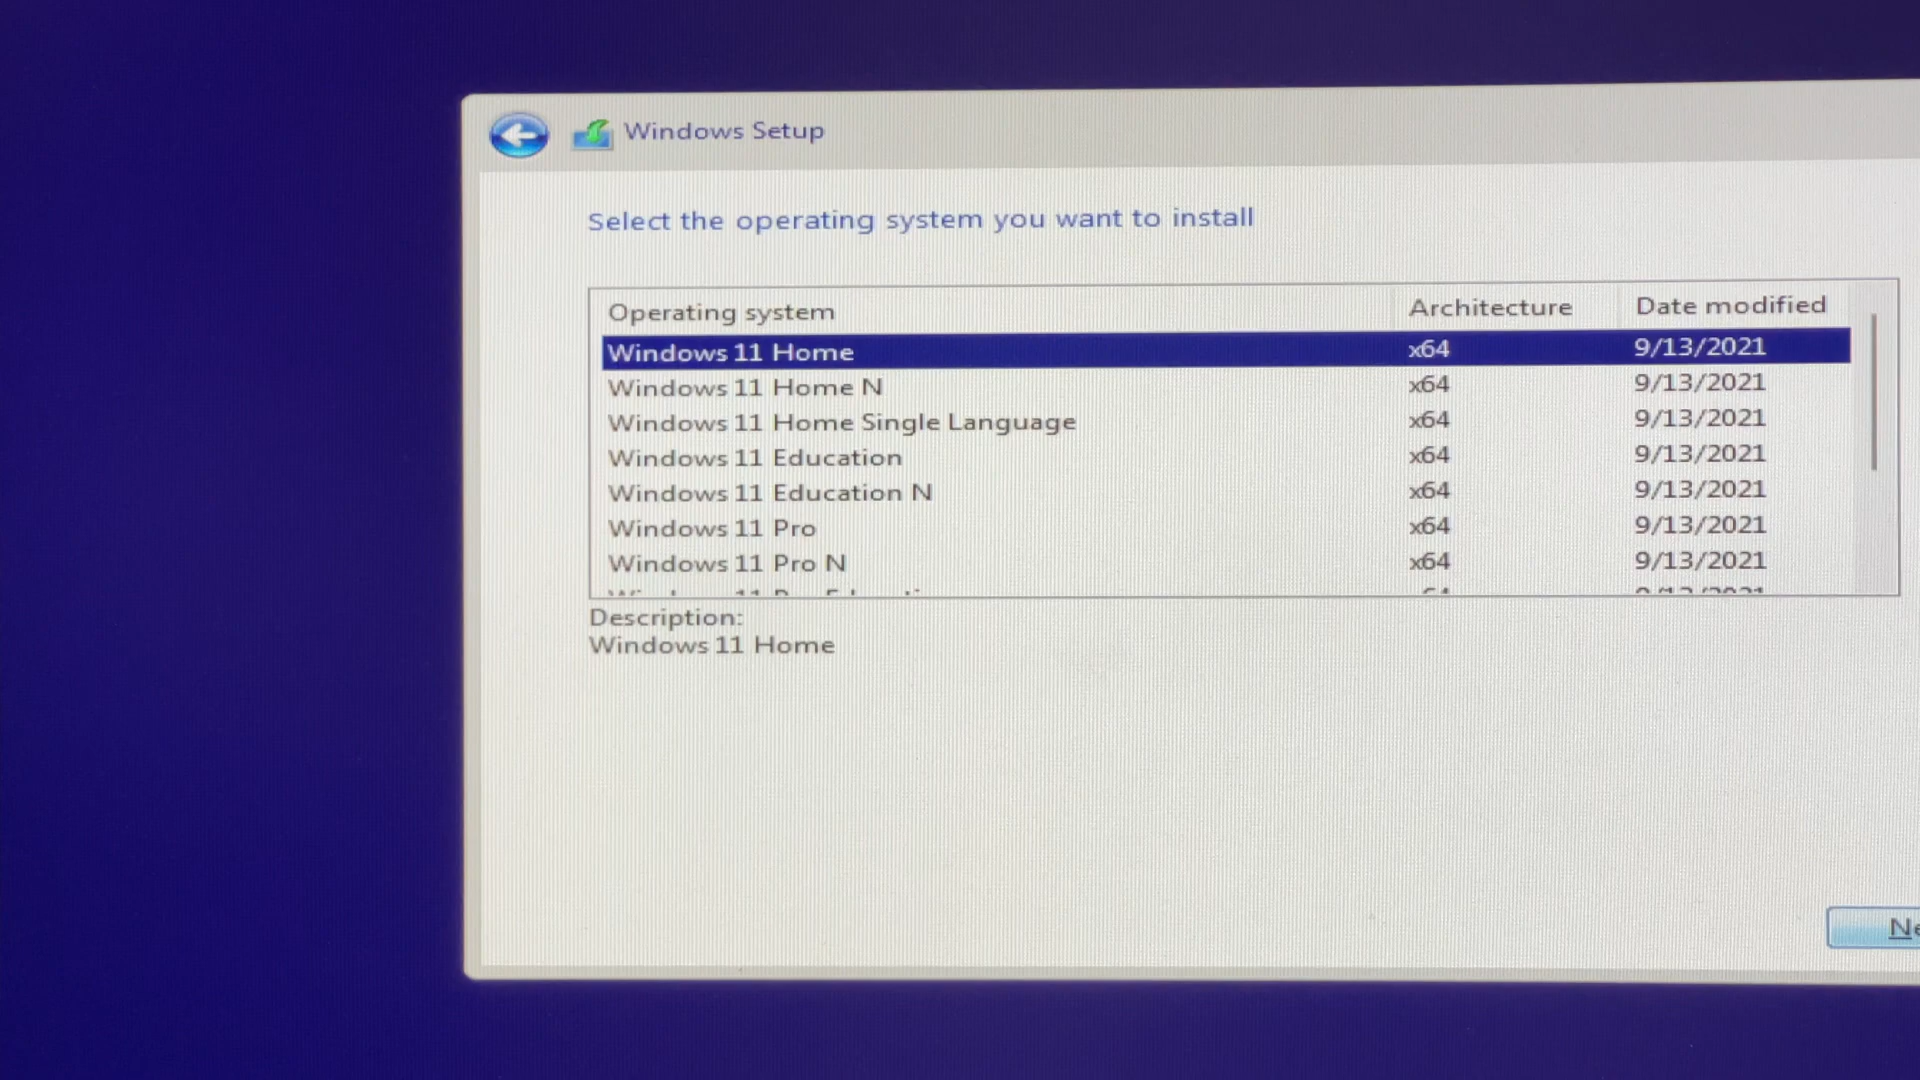 Windows Setup
Select the operating system you want to install
Operating system Architecture Date modified
Windows 11 Home x64 9/13/2021
Windows 11 Home N x64 9/13/2021
Windows 11 Home Single Language x64 9/13/2021
Windows 11 Education x64 9/13/2021
Windows 11 Education N x64 9/13/2021
Windows 11 Pro x64 9/13/2021
Windows 11 Pro N x64 9/13/2021
Description:
Windows 11 Home